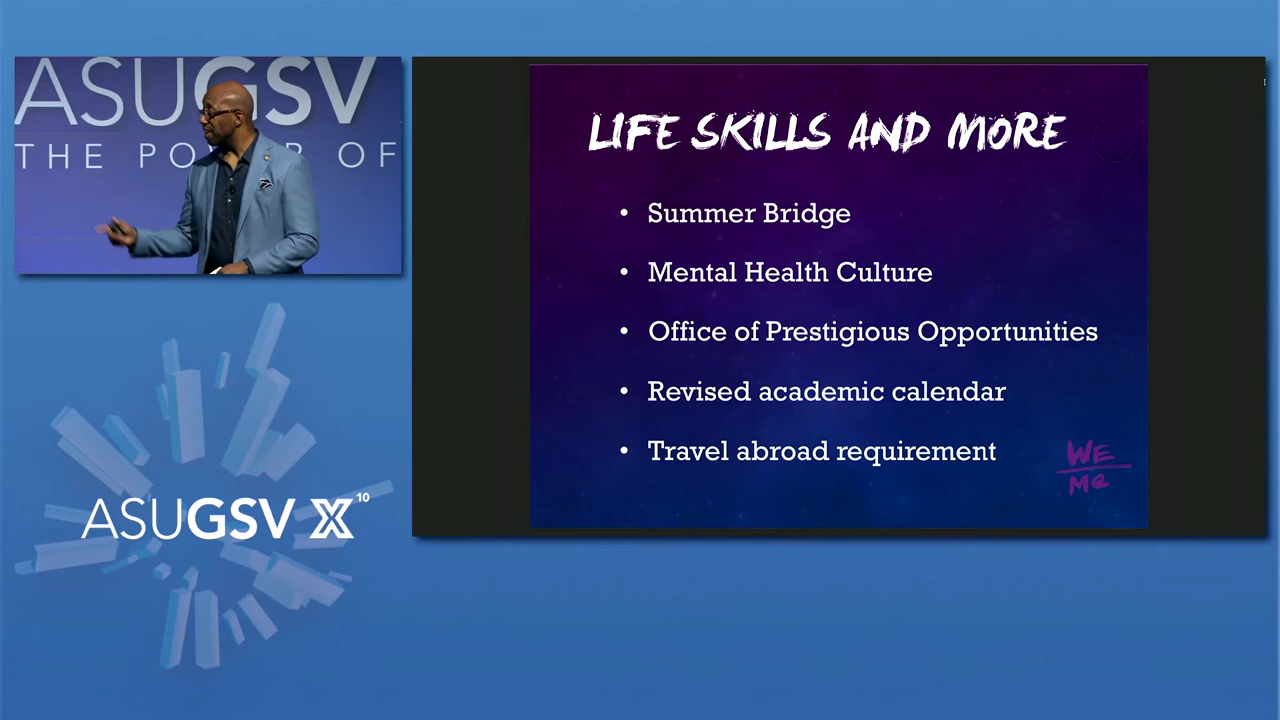 ASUGSV
THE PO R OF
LIFE SKILLS AND MORE
• Summer Bridge
• Mental Health Culture
• Office of Prestigious Opportunities
• Revised academic calendar
• Travel abroad requirement
WE
Me
ASUGSV X10